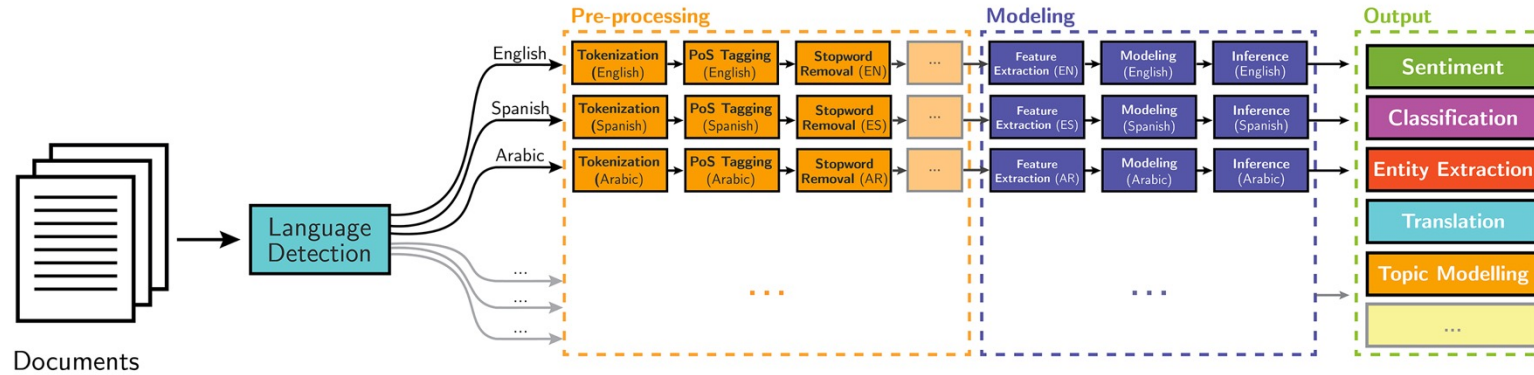 Pre-processing
Modeling
Output
English
Tokenization
(English)
PoS Tagging
(English)
Stopword
Removal (EN)
...
Feature
Extraction (EN)
Modeling
(English)
Inference
(English)
Sentiment
Spanish
Tokenization
(Spanish)
PoS Tagging
(Spanish)
Stopword
Removal (ES)
...
Feature
Extraction (ES)
Modeling
(Spanish)
Inference
(Spanish)
Classification
Arabic
Tokenization
(Arabic)
PoS Tagging
(Arabic)
Stopword
Removal (AR)
...
Feature
Extraction (AR)
Modeling
(Arabic)
Inference
(Arabic)
Entity Extraction
Language
Detection
Translation
...
...
...
...
...
Topic Modelling
...
Documents